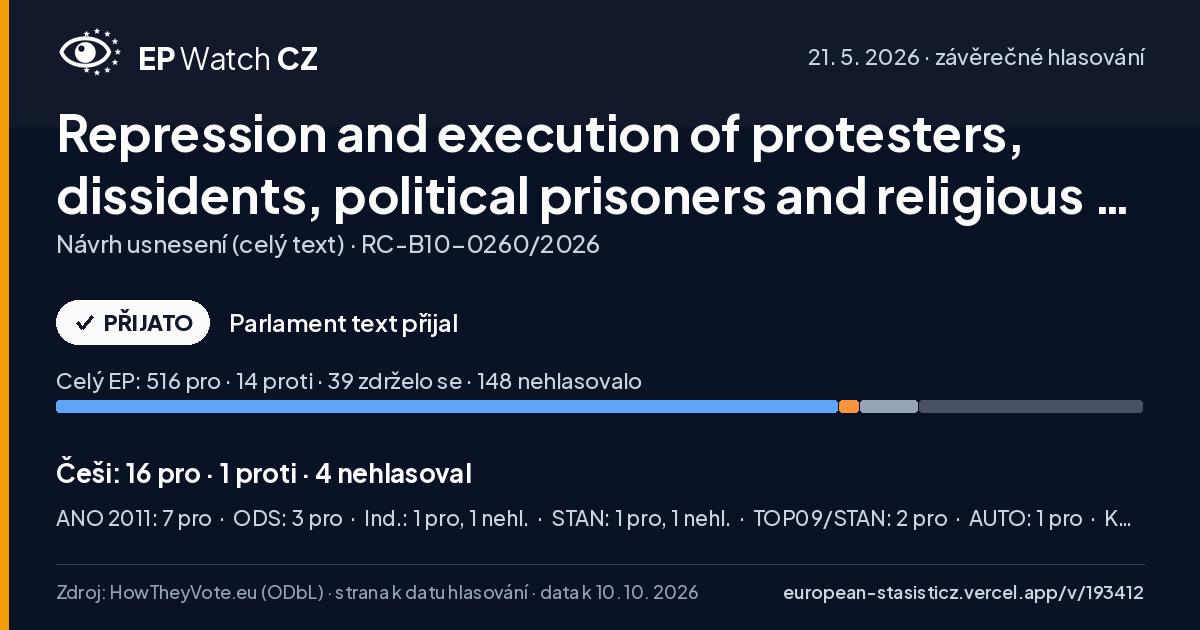 EP Watch CZ
21. 5. 2026 · závěrečné hlasování
Repression and execution of protesters,
dissidents, political prisoners and religious ...
Návrh usnesení (celý text) · RC-B10-0260/2026
✓ PŘIJATO
Parlament text přijal
Celý EP: 516 pro · 14 proti · 39 zdrželo se · 148 nehlasovalo
Češi: 16 pro · 1 proti · 4 nehlasoval
ANO 2011: 7 pro · ODS: 3 pro · Ind.: 1 pro, 1 nehl. · STAN: 1 pro, 1 nehl. · TOP09/STAN: 2 pro · AUTO: 1 pro · K...
Zdroj: HowTheyVote.eu (ODbL) · strana k datu hlasování · data k 10. 10. 2026
european-stasisticz.vercel.app/v/193412